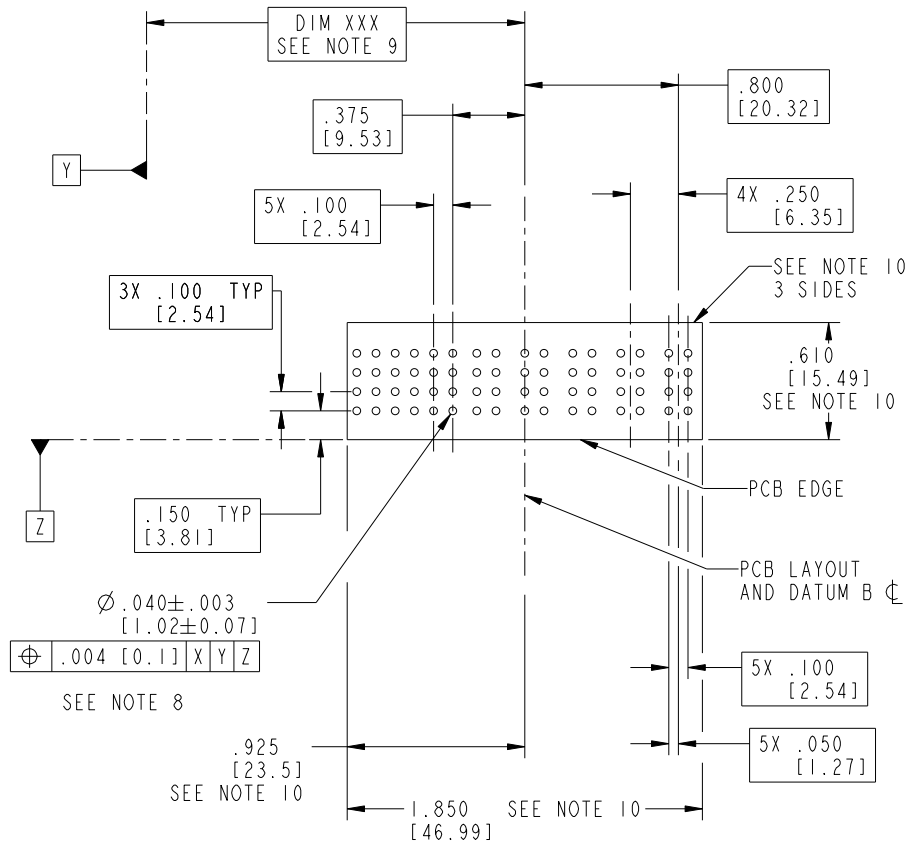 DIM XXX
SEE NOTE 9
.800
[20.32]
.375
[9.53]
Y
5X .100
[2.54]
4X .250
[6.35]
SEE NOTE 10
3 SIDES
3X .100 TYP
[2.54]
.610
[15.49]
SEE NOTE 10
PCB EDGE
Z
.150 TYP
[3.81]
PCB LAYOUT
AND DATUM B ℄
Ø.040±.003
[1.02±0.07]
⌖ .004 [0.1] X Y Z
SEE NOTE 8
5X .100
[2.54]
5X .050
[1.27]
.925
[23.5]
SEE NOTE 10
1.850 SEE NOTE 10
[46.99]